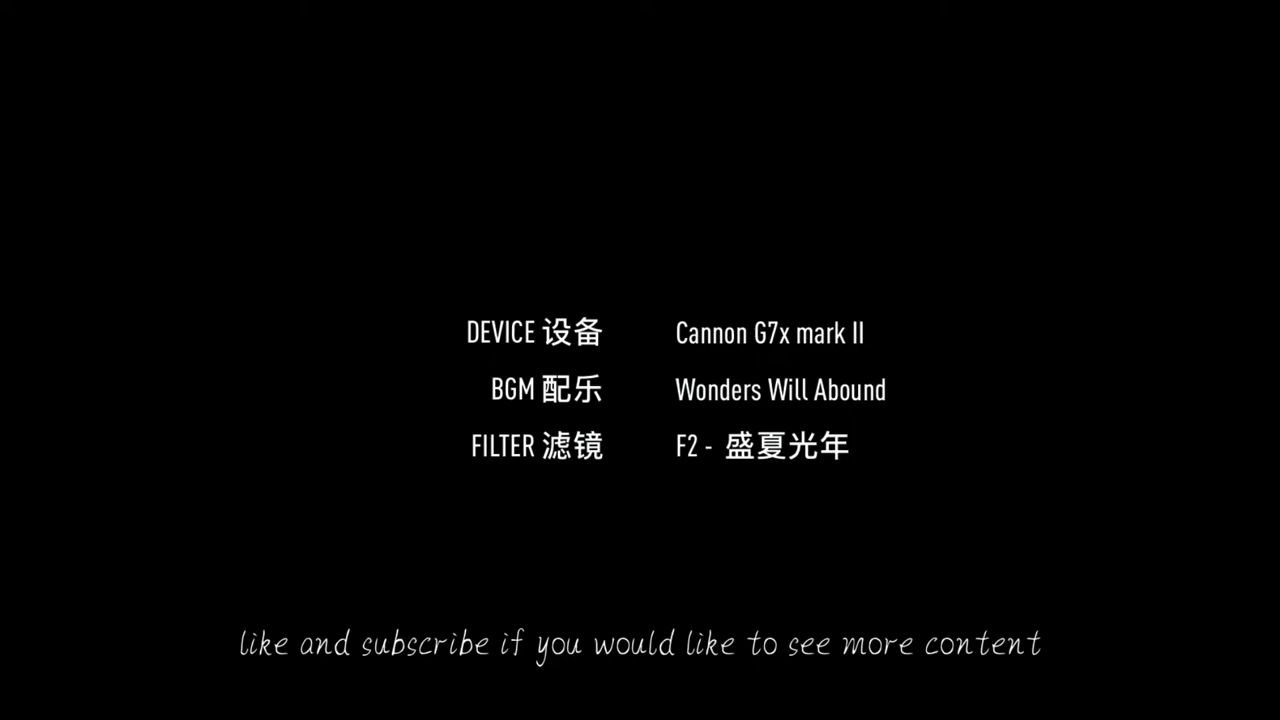 DEVICE 设备 Cannon G7x mark II
BGM 配乐 Wonders Will Abound
FILTER 滤镜 F2 - 盛夏光年
like and subscribe if you would like to see more content